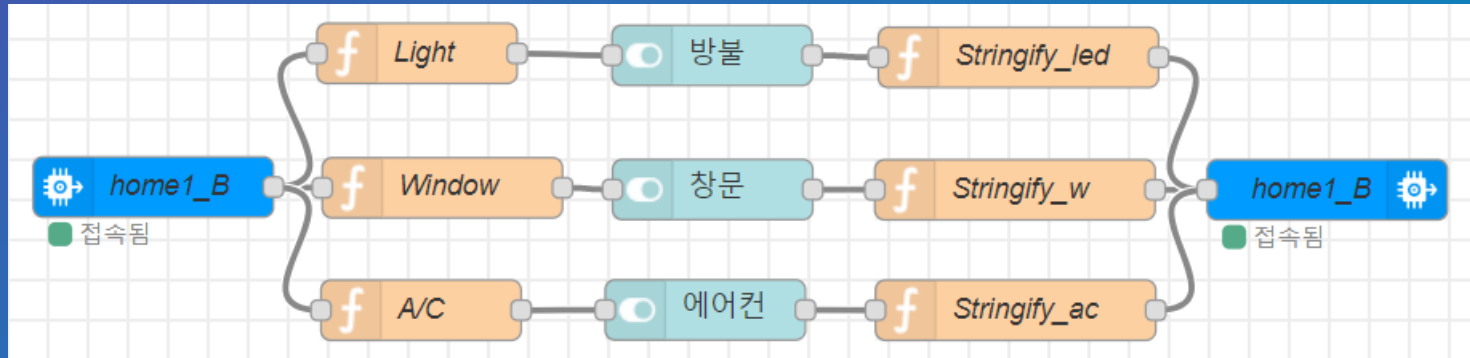 Light 방불 Stringify_led
home1_B Window 창문 Stringify_w home1_B
접속됨 접속됨
A/C 에어컨 Stringify_ac